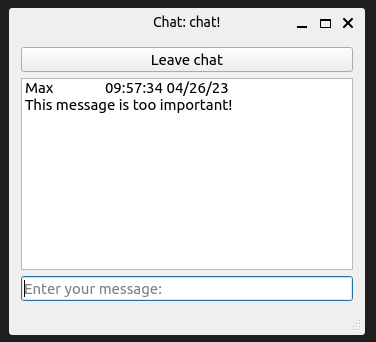 Chat: chat!
Leave chat
Max 09:57:34 04/26/23
This message is too important!
Enter your message: